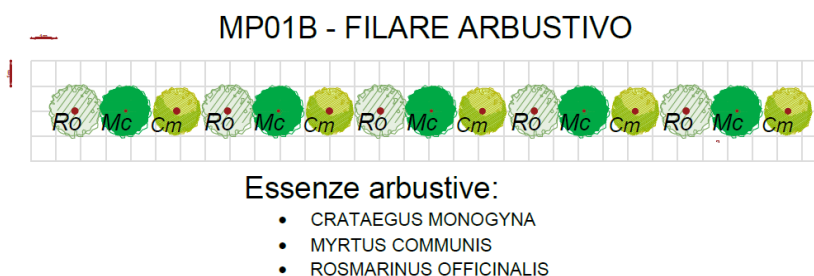 MP01B - FILARE ARBUSTIVO
Ro Mc Cm Ro Mc Cm Ro Mc Cm Ro Mc Cm Ro Mc Cm
Essenze arbustive:
• CRATAEGUS MONOGYNA
• MYRTUS COMMUNIS
• ROSMARINUS OFFICINALIS